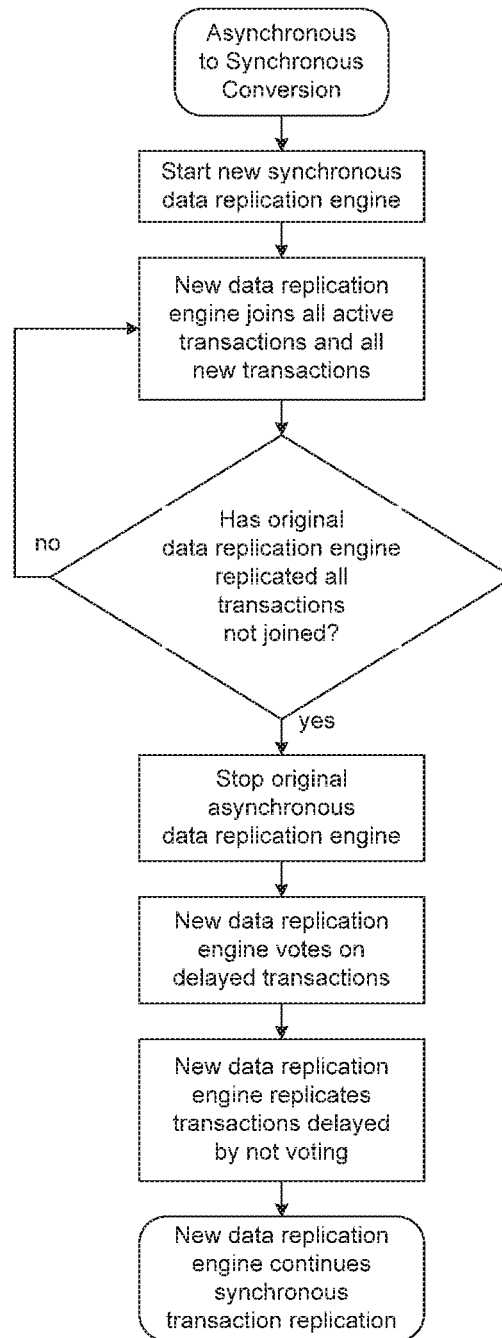 Asynchronous
to Synchronous
Conversion
Start new synchronous
data replication engine
New data replication
engine joins all active
transactions and all
new transactions
Has original
data replication engine
replicated all
transactions
not joined?
no
yes
Stop original
asynchronous
data replication engine
New data replication
engine votes on
delayed transactions
New data replication
engine replicates
transactions delayed
by not voting
New data replication
engine continues
synchronous
transaction replication